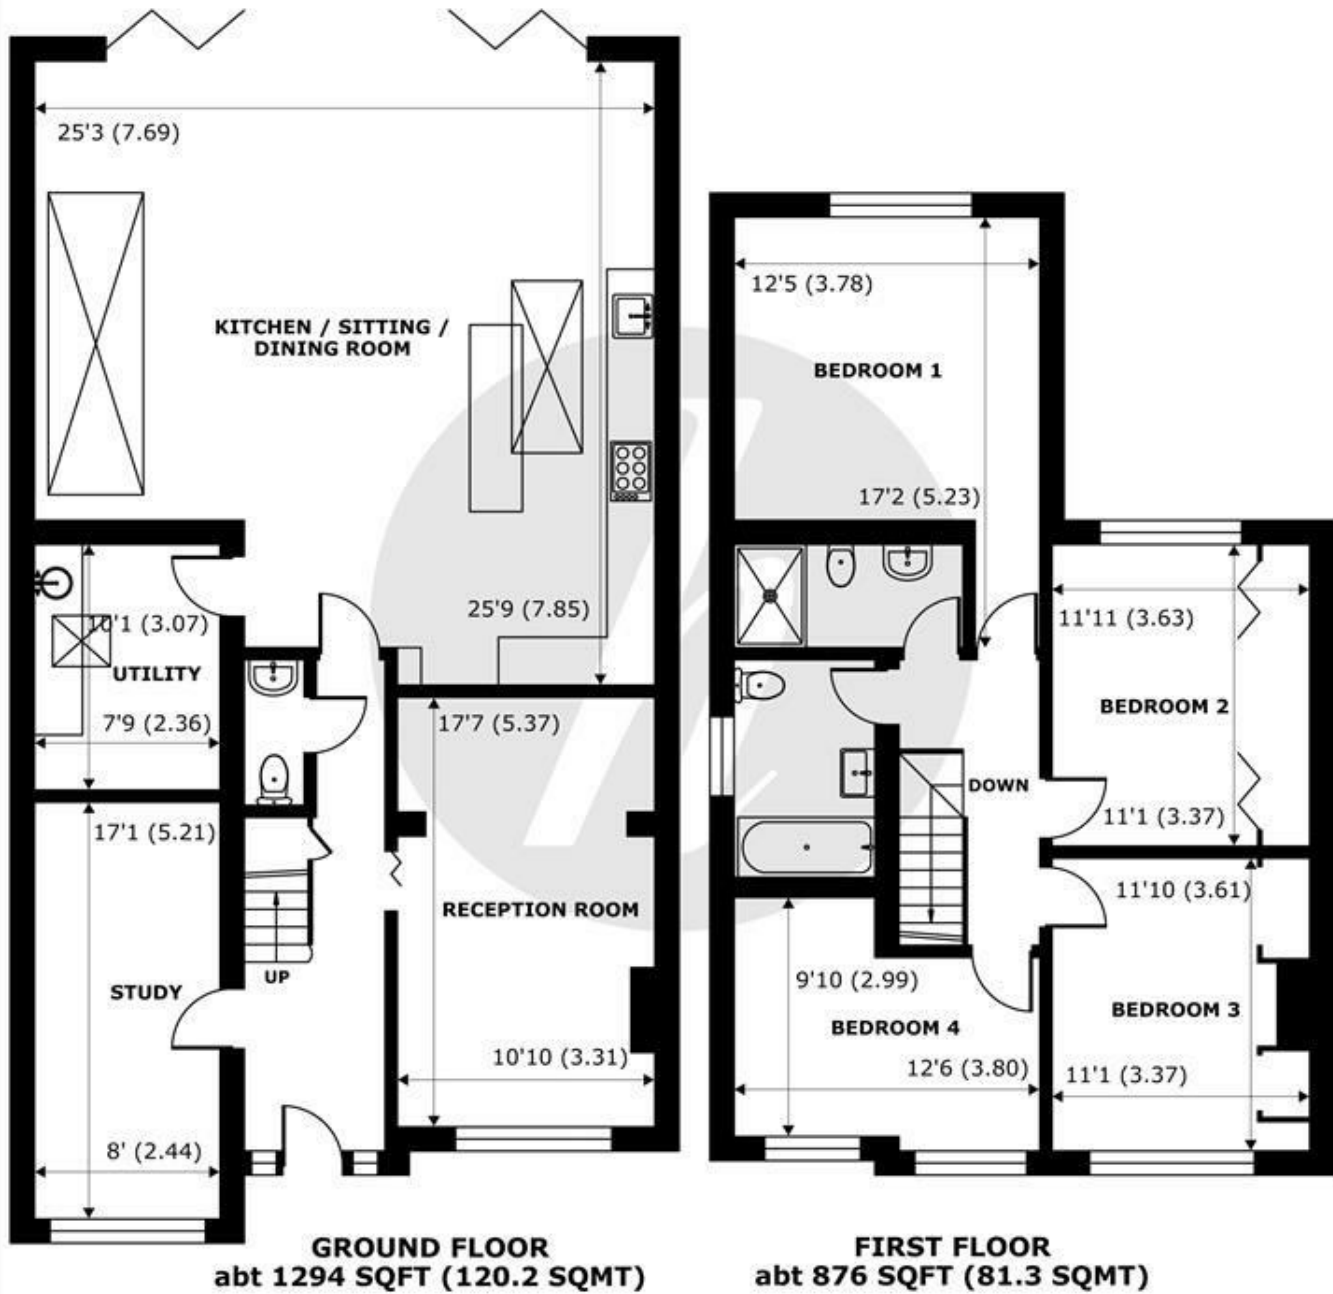 25'3 (7.69)
KITCHEN / SITTING /
DINING ROOM
25'9 (7.85)
10'1 (3.07)
UTILITY
7'9 (2.36)
17'7 (5.37)
17'1 (5.21)
RECEPTION ROOM
UP
STUDY
10'10 (3.31)
8' (2.44)
GROUND FLOOR
abt 1294 SQFT (120.2 SQMT)
12'5 (3.78)
BEDROOM 1
17'2 (5.23)
11'11 (3.63)
BEDROOM 2
DOWN
11'1 (3.37)
11'10 (3.61)
9'10 (2.99)
BEDROOM 3
BEDROOM 4
12'6 (3.80)
11'1 (3.37)
FIRST FLOOR
abt 876 SQFT (81.3 SQMT)